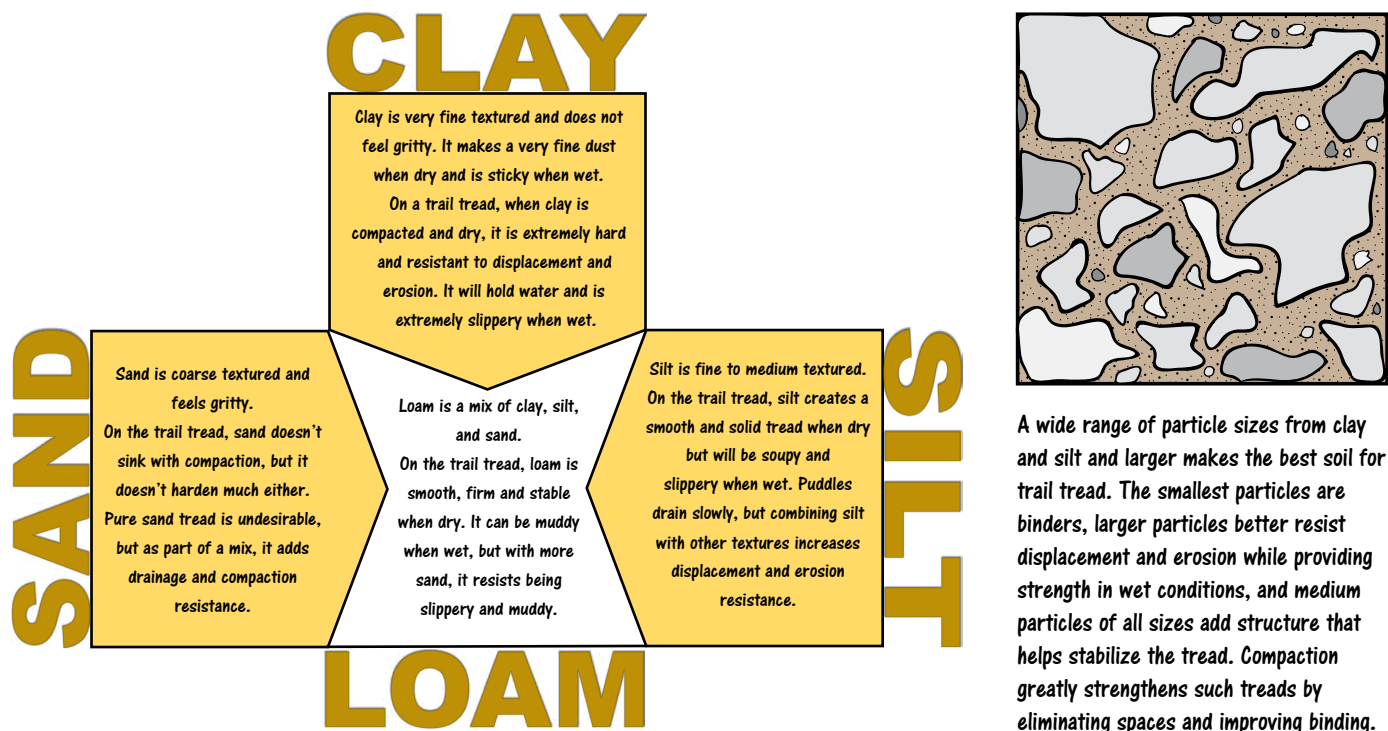 CLAY
Clay is very fine textured and does not
feel gritty. It makes a very fine dust
when dry and is sticky when wet.
On a trail tread, when clay is
compacted and dry, it is extremely hard
and resistant to displacement and
erosion. It will hold water and is
extremely slippery when wet.
SAND
Sand is coarse textured and
feels gritty.
On the trail tread, sand doesn't
sink with compaction, but it
doesn't harden much either.
Pure sand tread is undesirable,
but as part of a mix, it adds
drainage and compaction
resistance.
Loam is a mix of clay, silt,
and sand.
On the trail tread, loam is
smooth, firm and stable
when dry. It can be muddy
when wet, but with more
sand, it resists being
slippery and muddy.
LOAM
Silt is fine to medium textured.
On the trail tread, silt creates a
smooth and solid tread when dry
but will be soupy and
slippery when wet. Puddles
drain slowly, but combining silt
with other textures increases
displacement and erosion
resistance.
SILT
A wide range of particle sizes from clay
and silt and larger makes the best soil for
trail tread. The smallest particles are
binders, larger particles better resist
displacement and erosion while providing
strength in wet conditions, and medium
particles of all sizes add structure that
helps stabilize the tread. Compaction
greatly strengthens such treads by
eliminating spaces and improving binding.